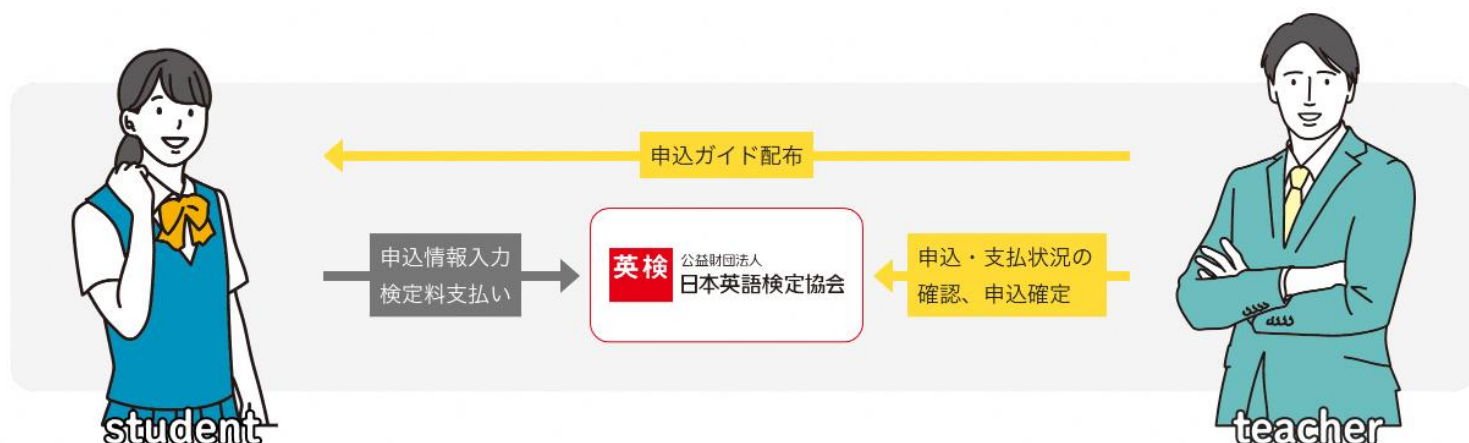 申込ガイド配布
申込情報入力
検定料支払い
英検
公益財団法人
日本英語検定協会
申込・支払状況の
確認、申込確定
student
teacher